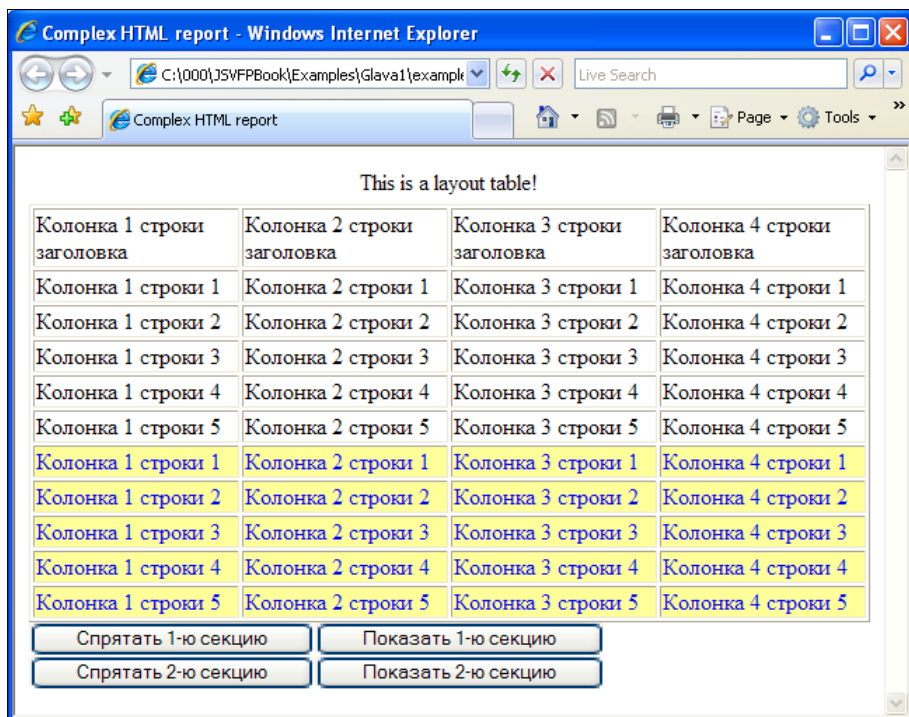 Complex HTML report - Windows Internet Explorer
C:\000\JSVFPBook\Examples\Glava1\example Live Search
Complex HTML report Page Tools »
This is a layout table!
Колонка 1 строки заголовка Колонка 2 строки заголовка Колонка 3 строки заголовка Колонка 4 строки заголовка
Колонка 1 строки 1 Колонка 2 строки 1 Колонка 3 строки 1 Колонка 4 строки 1
Колонка 1 строки 2 Колонка 2 строки 2 Колонка 3 строки 2 Колонка 4 строки 2
Колонка 1 строки 3 Колонка 2 строки 3 Колонка 3 строки 3 Колонка 4 строки 3
Колонка 1 строки 4 Колонка 2 строки 4 Колонка 3 строки 4 Колонка 4 строки 4
Колонка 1 строки 5 Колонка 2 строки 5 Колонка 3 строки 5 Колонка 4 строки 5
Колонка 1 строки 1 Колонка 2 строки 1 Колонка 3 строки 1 Колонка 4 строки 1
Колонка 1 строки 2 Колонка 2 строки 2 Колонка 3 строки 2 Колонка 4 строки 2
Колонка 1 строки 3 Колонка 2 строки 3 Колонка 3 строки 3 Колонка 4 строки 3
Колонка 1 строки 4 Колонка 2 строки 4 Колонка 3 строки 4 Колонка 4 строки 4
Колонка 1 строки 5 Колонка 2 строки 5 Колонка 3 строки 5 Колонка 4 строки 5
Спрятать 1-ю секцию Показать 1-ю секцию
Спрятать 2-ю секцию Показать 2-ю секцию